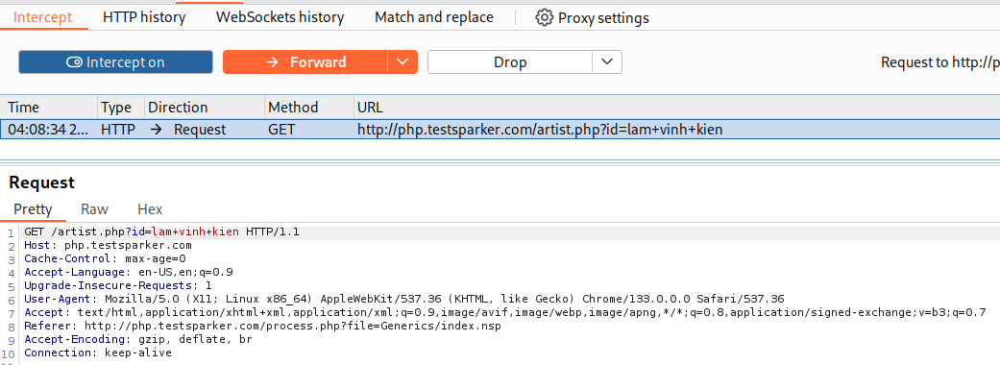 Intercept HTTP history WebSockets history Match and replace Proxy settings
Intercept on Forward Drop Request to http://p
Time Type Direction Method URL
04:08:34 2... HTTP → Request GET http://php.testsparker.com/artist.php?id=lam+vinh+kien
Request
Pretty Raw Hex
1 GET /artist.php?id=lam+vinh+kien HTTP/1.1
2 Host: php.testsparker.com
3 Cache-Control: max-age=0
4 Accept-Language: en-US,en;q=0.9
5 Upgrade-Insecure-Requests: 1
6 User-Agent: Mozilla/5.0 (X11; Linux x86_64) AppleWebKit/537.36 (KHTML, like Gecko) Chrome/133.0.0.0 Safari/537.36
7 Accept: text/html,application/xhtml+xml,application/xml;q=0.9,image/avif,image/webp,image/apng,*/*;q=0.8,application/signed-exchange;v=b3;q=0.7
8 Referer: http://php.testsparker.com/process.php?file=Generics/index.nsp
9 Accept-Encoding: gzip, deflate, br
10 Connection: keep-alive